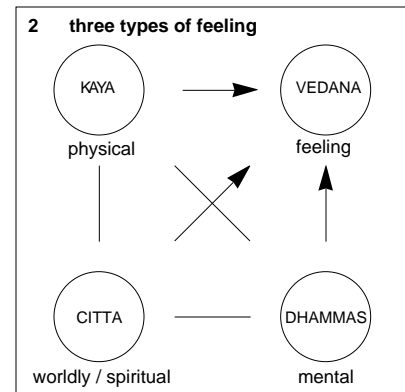 2 three types of feeling
KAYA
VEDANA
physical
feeling
CITTA
DHAMMAS
worldly / spiritual
mental